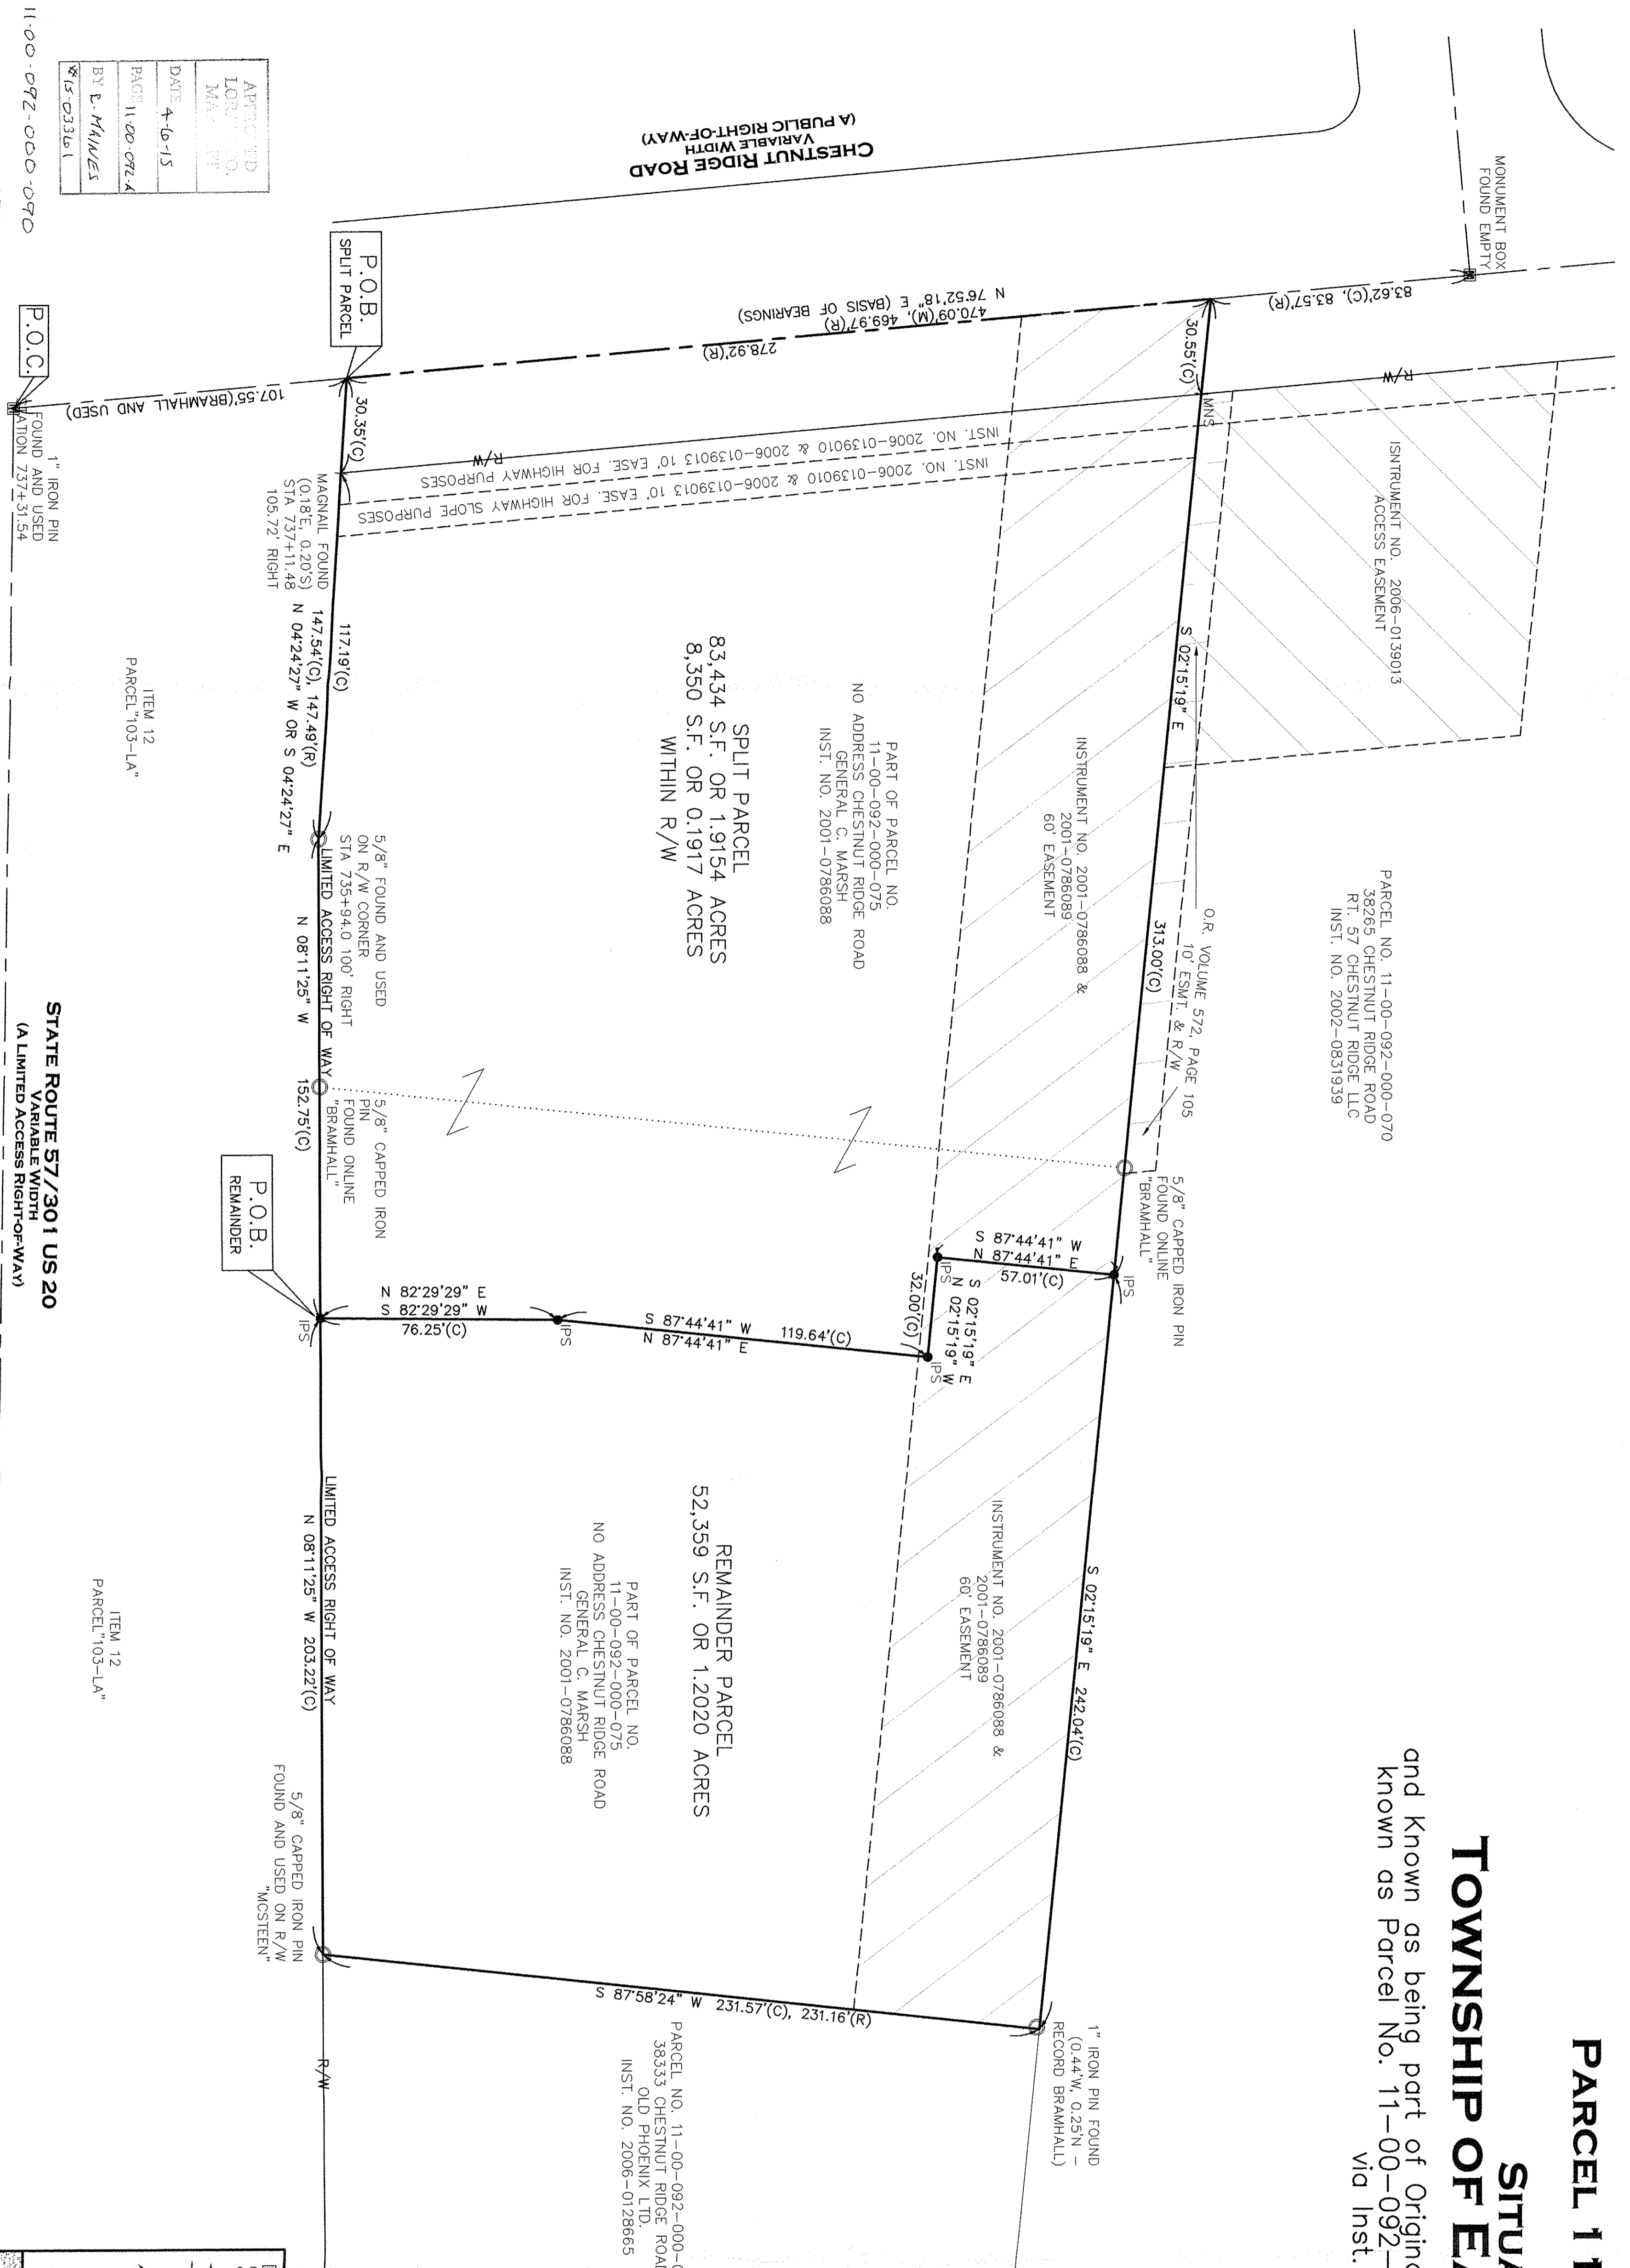 PARCEL 11
SITUA
TOWNSHIP OF EA
and Known as being part of Origina
known as Parcel No. 11-00-092-
via Inst.
MONUMENT BOX
FOUND EMPTY
83.62'(C), 83.57'(R)
CHESTNUT RIDGE ROAD
VARIABLE WIDTH
(A PUBLIC RIGHT-OF-WAY)
N 76°52'18" E (BASIS OF BEARINGS)
470.09'(M), 469.97'(R)
278.92'(R)
107.55'(BRAMHALL AND USED)
30.55'(C)
MNS
R/W
ISNTRUMENT NO. 2006-0139013
ACCESS EASEMENT
S 02°15'19" E
313.00'(C)
O.R. VOLUME 572, PAGE 105
10' ESMT. & R/W
PARCEL NO. 11-00-092-000-070
38265 CHESTNUT RIDGE ROAD
RT. 57 CHESTNUT RIDGE LLC
INST. NO. 2002-0831939
5/8" CAPPED IRON PIN
FOUND ONLINE
"BRAMHALL"
IPS
INSTRUMENT NO. 2001-0786088 &
2001-0786089
60' EASEMENT
INST. NO. 2006-0139010 & 2006-0139013 10' EASE. FOR HIGHWAY PURPOSES
INST. NO. 2006-0139010 & 2006-0139013 10' EASE. FOR HIGHWAY SLOPE PURPOSES
R/W
PART OF PARCEL NO.
11-00-092-000-075
NO ADDRESS CHESTNUT RIDGE ROAD
GENERAL C. MARSH
INST. NO. 2001-0786088
SPLIT PARCEL
83,434 S.F. OR 1.9154 ACRES
8,350 S.F. OR 0.1917 ACRES
WITHIN R/W
S 87°44'41" W
N 87°44'41" E
57.01'(C)
IPS
S 02°15'19" E
N 02°15'19" W
32.00'(C)
IPS
S 87°44'41" W
N 87°44'41" E
119.64'(C)
IPS
N 82°29'29" E
S 82°29'29" W
76.25'(C)
IPS
S 02°15'19" E 242.04'(C)
INSTRUMENT NO. 2001-0786088 &
2001-0786089
60' EASEMENT
REMAINDER PARCEL
52,359 S.F. OR 1.2020 ACRES
PART OF PARCEL NO.
11-00-092-000-075
NO ADDRESS CHESTNUT RIDGE ROAD
GENERAL C. MARSH
INST. NO. 2001-0786088
1" IRON PIN FOUND
(0.44'W, 0.25'N -
RECORD BRAMHALL)
S 87°58'24" W 231.57'(C), 231.16'(R)
PARCEL NO. 11-00-092-000-0
38333 CHESTNUT RIDGE ROAD
OLD PHOENIX LTD.
INST. NO. 2006-0128665
P.O.B.
SPLIT PARCEL
30.35'(C)
117.19'(C)
MAGNAIL FOUND
(0.18'E, 0.20'S)
STA 737+11.48
105.72' RIGHT
147.54'(C), 147.49'(R)
N 04°24'27" W OR S 04°24'27" E
5/8" FOUND AND USED
ON R/W CORNER
STA 735+94.0 100' RIGHT
LIMITED ACCESS RIGHT OF WAY
N 08°11'25" W
152.75'(C)
5/8" CAPPED IRON
PIN
FOUND ONLINE
"BRAMHALL"
P.O.B.
REMAINDER
LIMITED ACCESS RIGHT OF WAY
N 08°11'25" W 203.22'(C)
5/8" CAPPED IRON PIN
FOUND AND USED ON R/W
"MCSTEEN"
R/W
ITEM 12
PARCEL"103-LA"
ITEM 12
PARCEL"103-LA"
P.O.C.
1" IRON PIN
FOUND AND USED
ATION 737+31.54
STATE ROUTE 57/301 US 20
VARIABLE WIDTH
(A LIMITED ACCESS RIGHT-OF-WAY)
DATE 4-6-15
PAGE 11-00-092-A
BY R. MAINES
#15-03361
11-00-092-000-090